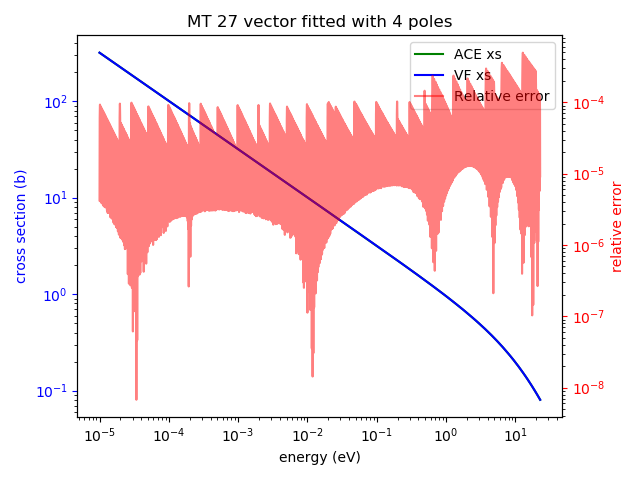 MT 27 vector fitted with 4 poles
ACE xs
VF xs
Relative error
cross section (b)
10²
10¹
10⁰
10⁻¹
10⁻⁴
10⁻⁵
10⁻⁶
10⁻⁷
10⁻⁸
relative error
10⁻⁵ 10⁻⁴ 10⁻³ 10⁻² 10⁻¹ 10⁰ 10¹
energy (eV)